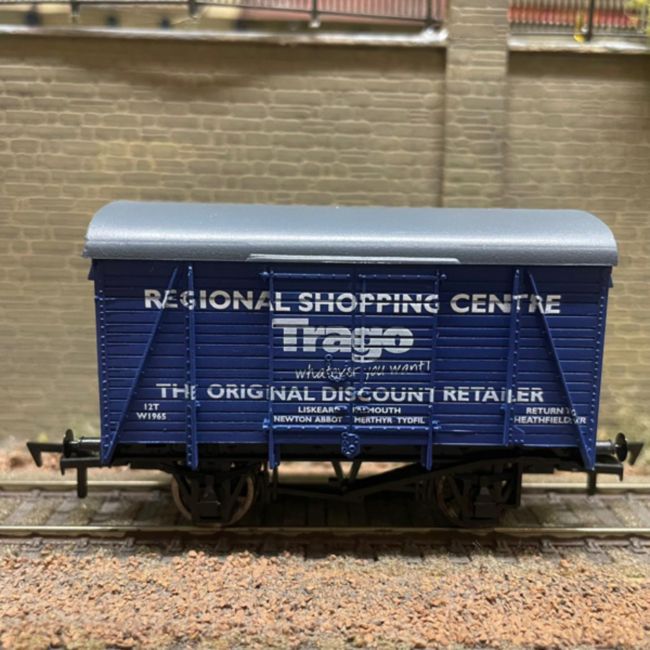 REGIONAL SHOPPING CENTRE
Trago
whatever you want!
THE ORIGINAL DISCOUNT RETAILER
12T
W1965
LISKEARD FALMOUTH
NEWTON ABBOT MERTHYR TYDFIL
RETURN TO
HEATHFIELD WR